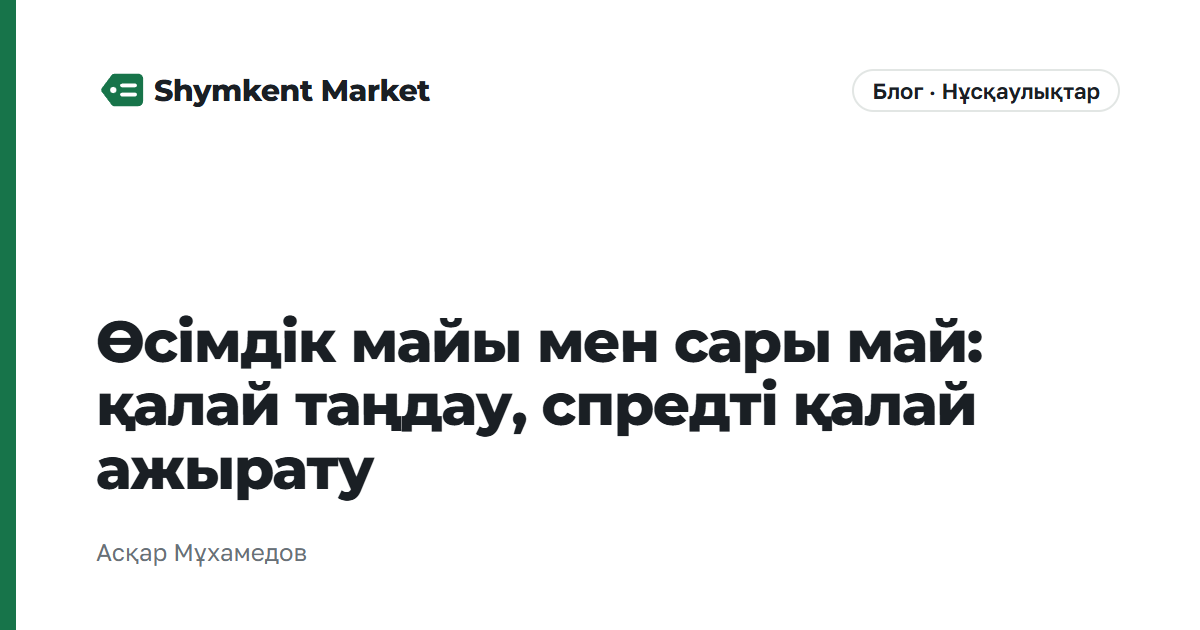 Shymkent Market
Блог · Нұсқаулықтар
Өсімдік майы мен сары май:
қалай таңдау, спредті қалай
ажырату
Асқар Мұхамедов